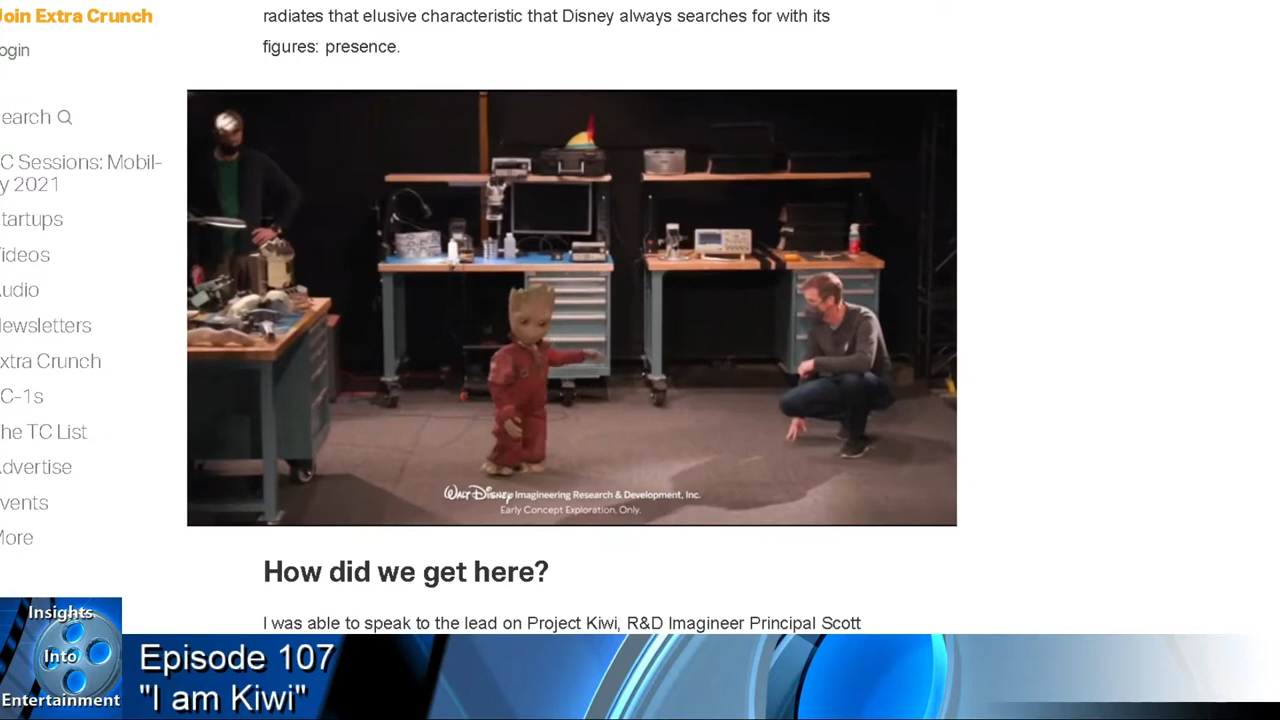 Join Extra Crunch
ogin
earch
C Sessions: Mobil-
y 2021
tartups
ideos
udio
ewsletters
xtra Crunch
C-1s
he TC List
dvertise
vents
More
radiates that elusive characteristic that Disney always searches for with its
figures: presence.
Walt Disney Imagineering Research & Development, Inc.
Early Concept Exploration, Only.
How did we get here?
I was able to speak to the lead on Project Kiwi, R&D Imagineer Principal Scott
Insights
Into
Entertainment
Episode 107
"I am Kiwi"